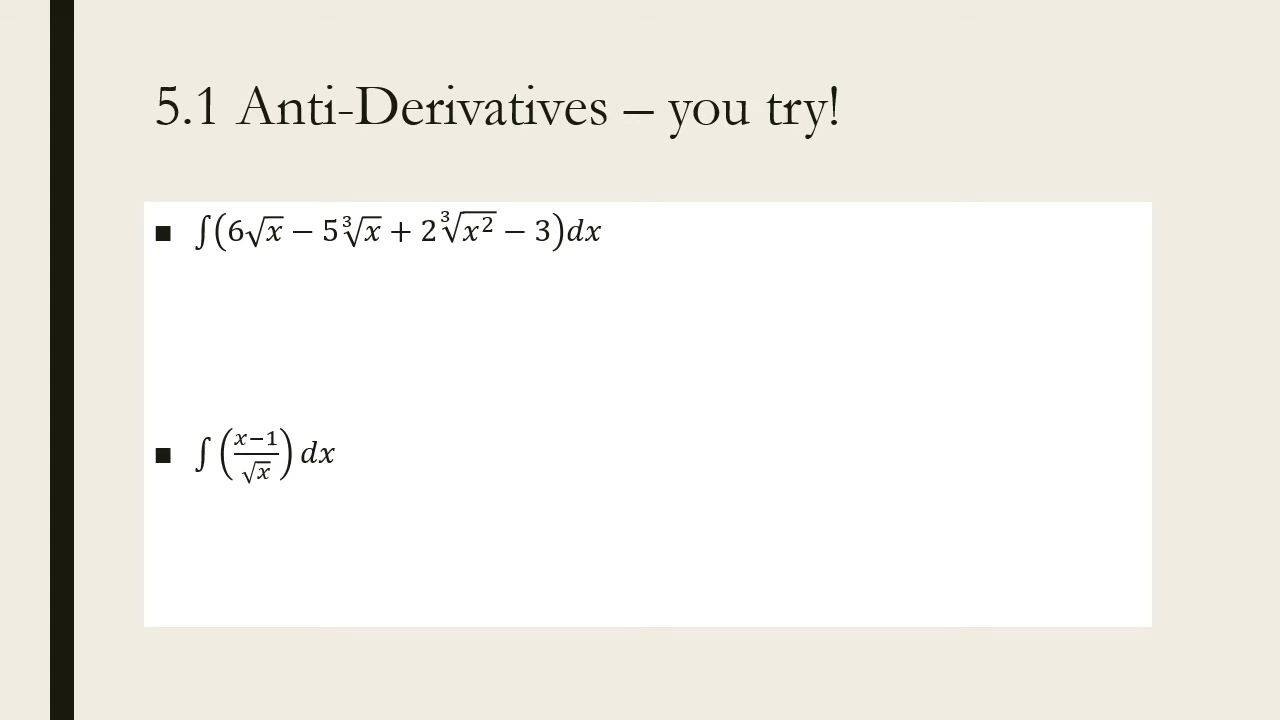 5.1 Anti-Derivatives – you try!
■ ∫(6√x − 5∛x + 2∛x² − 3)dx
■ ∫((x−1)/√x) dx